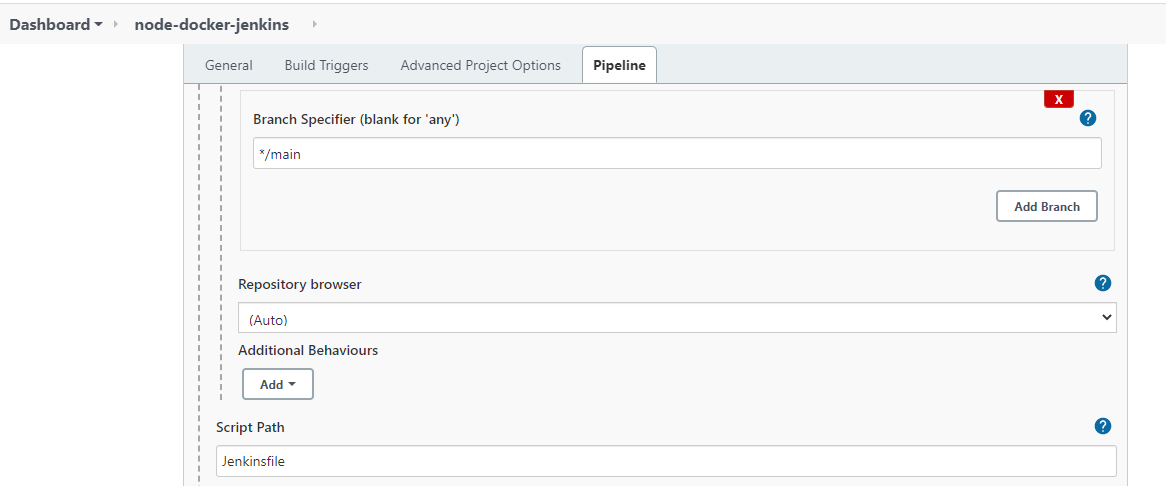 Dashboard node-docker-jenkins
General Build Triggers Advanced Project Options Pipeline
X
Branch Specifier (blank for 'any')
?
*/main
Add Branch
Repository browser
?
(Auto)
Additional Behaviours
Add
Script Path
?
Jenkinsfile